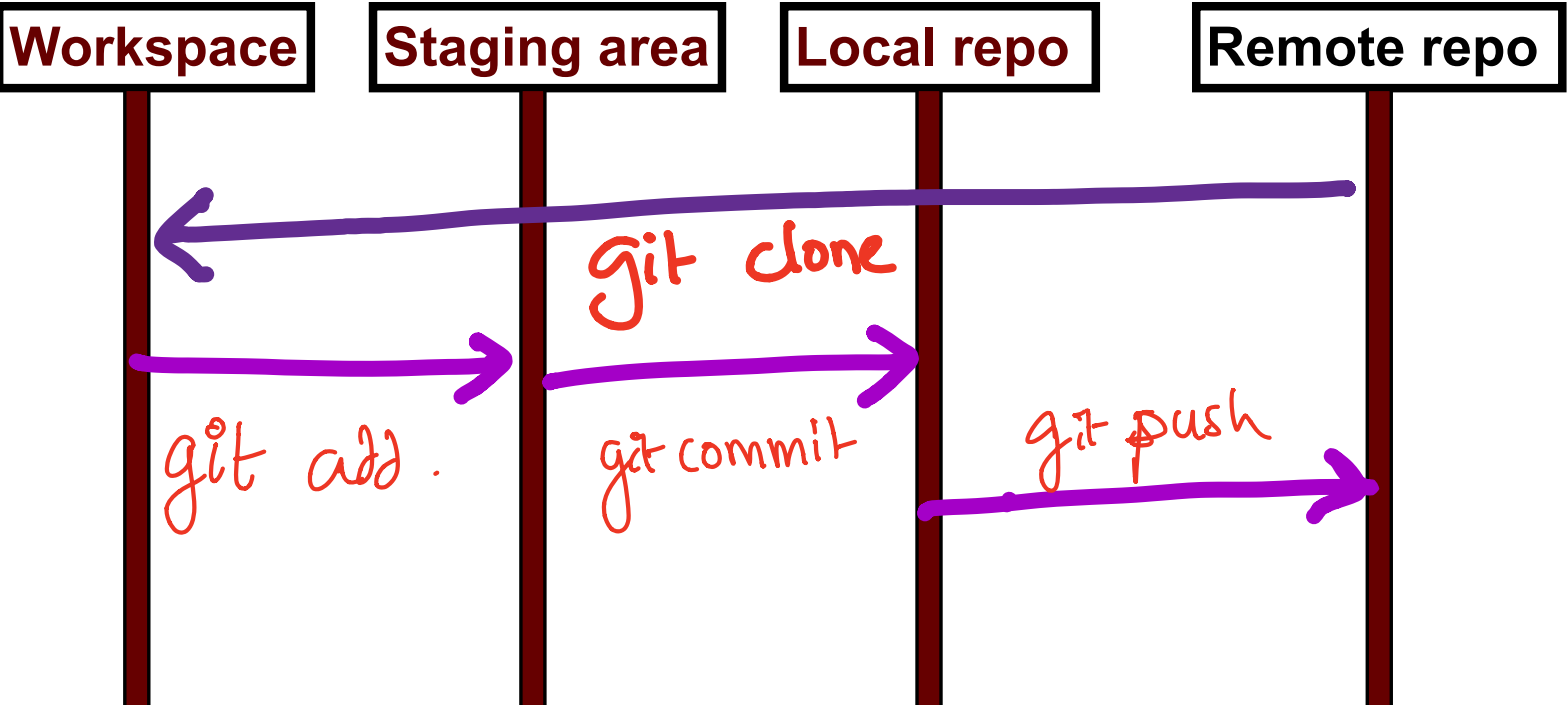 Workspace
Staging area
Local repo
Remote repo
git clone
git add .
git commit
git push